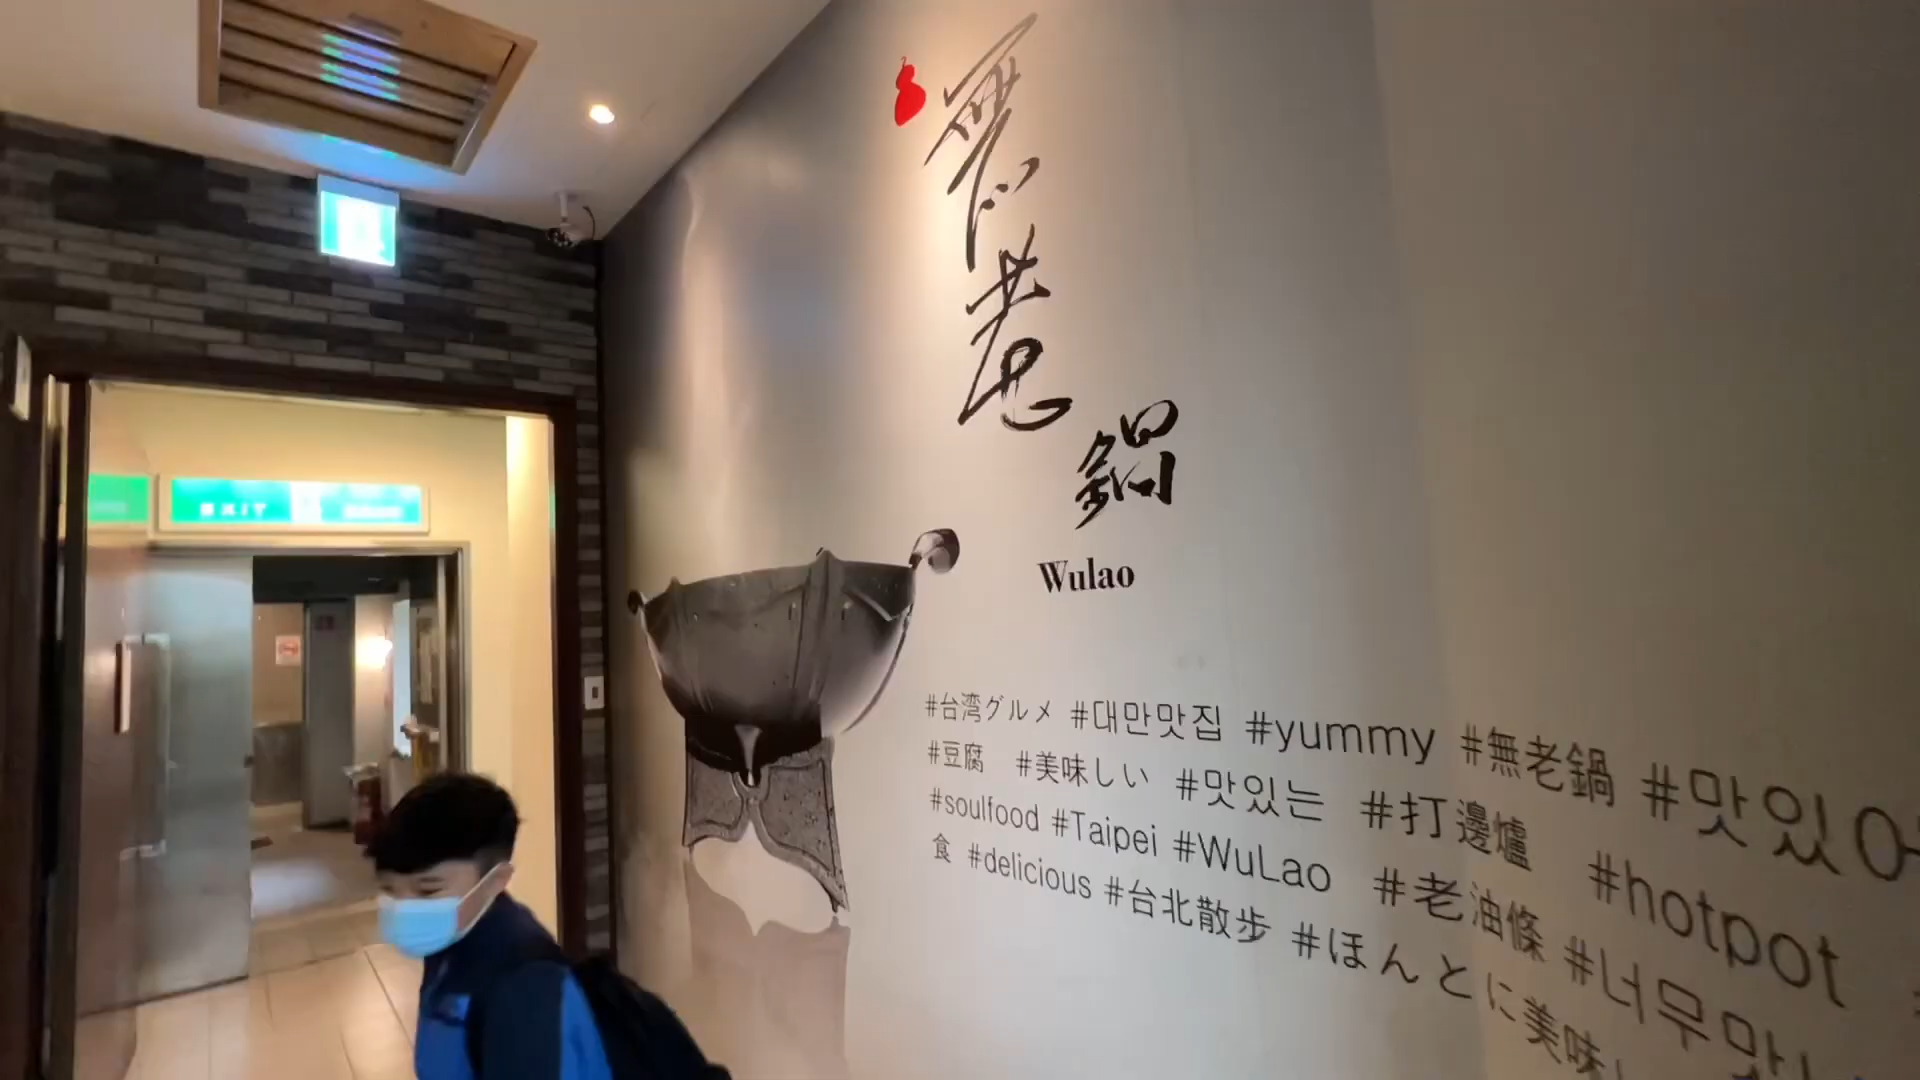 無老
鍋
Wulao
EXIT
#台湾グルメ #대만맛집 #yummy #無老鍋 #맛있어
#豆腐 #美味しい #맛있는 #打邊爐 #hotpot
#soulfood #Taipei #WuLao #老油條 #너무맛
食 #delicious #台北散步 #ほんとに美味し